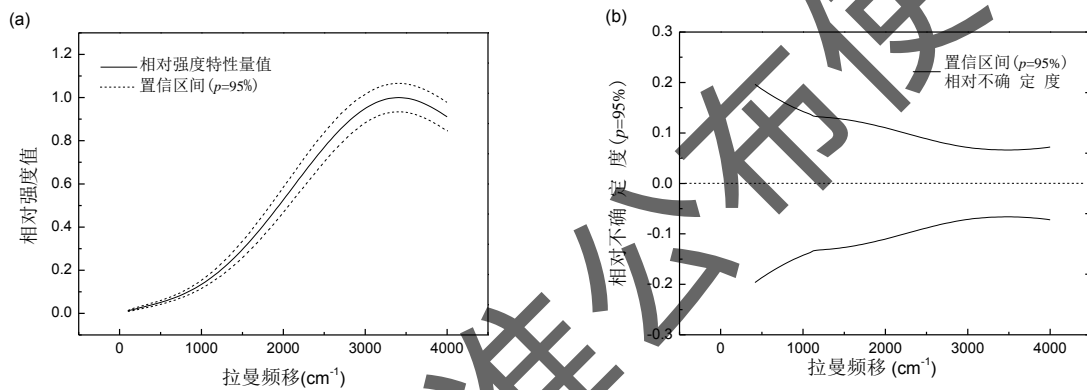 (a)
1.2
1.0
0.8
0.6
0.4
0.2
0.0
相对强度值
相对强度特性量值
置信区间(p=95%)
0 1000 2000 3000 4000
拉曼频移(cm⁻¹)
(b)
0.3
0.2
0.1
0.0
-0.1
-0.2
-0.3
相对不确 定 度(p=95%)
置信区间(p=95%)
相对不确 定 度
0 1000 2000 3000 4000
拉曼频移(cm⁻¹)
准公布使